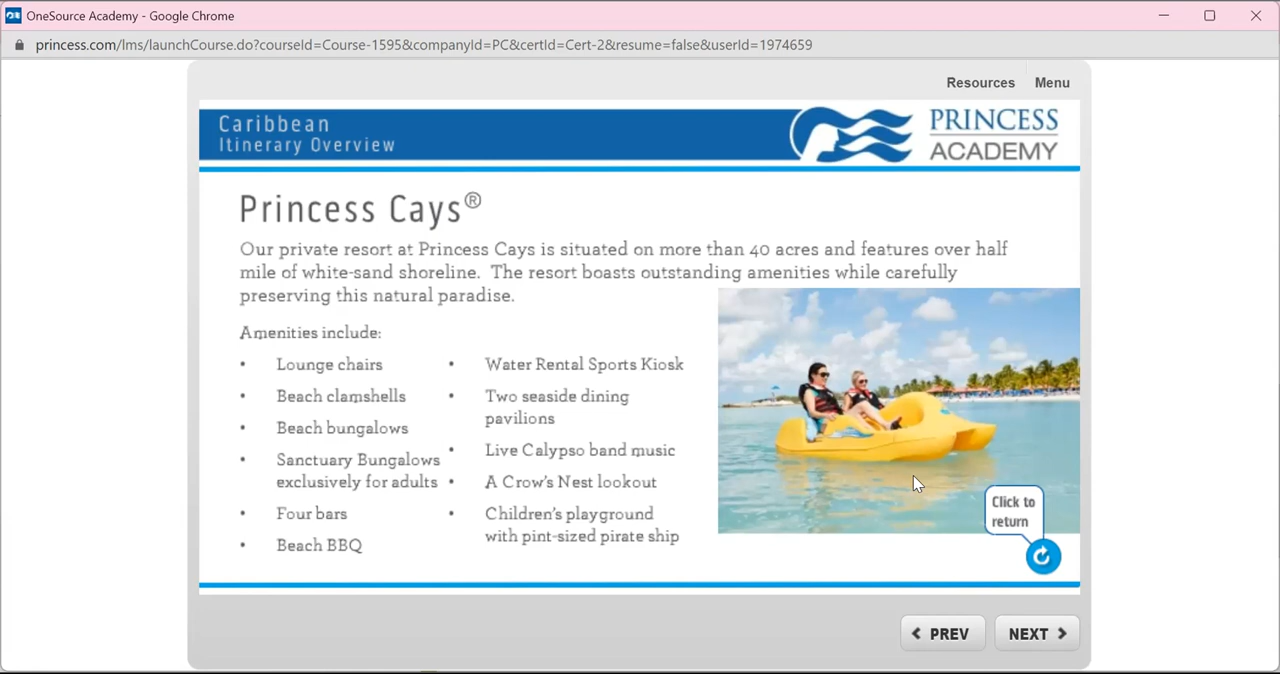 OneSource Academy - Google Chrome
princess.com/lms/launchCourse.do?courseId=Course-1595&companyId=PC&certId=Cert-2&resume=false&userId=1974659
Resources Menu
Caribbean
Itinerary Overview
PRINCESS
ACADEMY
Princess Cays®
Our private resort at Princess Cays is situated on more than 40 acres and features over half
mile of white-sand shoreline. The resort boasts outstanding amenities while carefully
preserving this natural paradise.
Amenities include:
• Lounge chairs
• Beach clamshells
• Beach bungalows
• Sanctuary Bungalows
exclusively for adults
• Four bars
• Beach BBQ
• Water Rental Sports Kiosk
• Two seaside dining
pavilions
• Live Calypso band music
• A Crow's Nest lookout
• Children's playground
with pint-sized pirate ship
Click to
return
PREV
NEXT